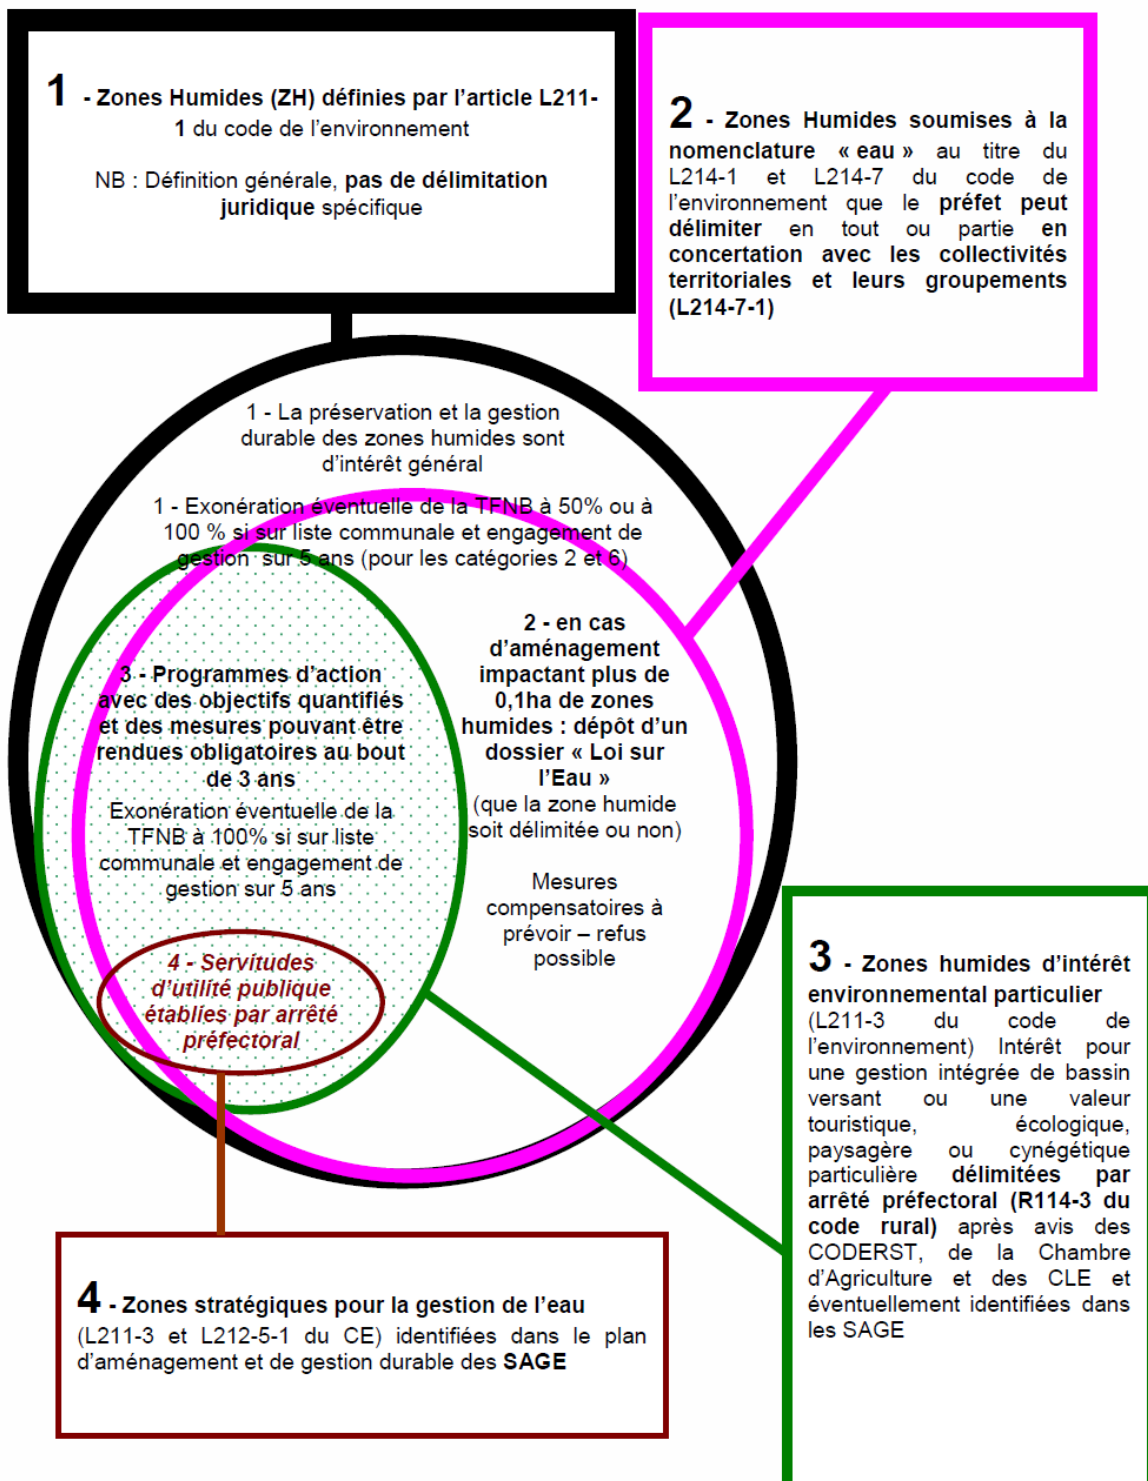 1 - Zones Humides (ZH) définies par l’article L211-
1 du code de l’environnement
NB : Définition générale, pas de délimitation
juridique spécifique
2 - Zones Humides soumises à la
nomenclature « eau » au titre du
L214-1 et L214-7 du code de
l’environnement que le préfet peut
délimiter en tout ou partie en
concertation avec les collectivités
territoriales et leurs groupements
(L214-7-1)
1 - La préservation et la gestion
durable des zones humides sont
d’intérêt général
1 - Exonération éventuelle de la TFNB à 50% ou à
100 % si sur liste communale et engagement de
gestion sur 5 ans (pour les catégories 2 et 6)
2 - en cas
d’aménagement
impactant plus de
0,1ha de zones
humides : dépôt d’un
dossier « Loi sur
l’Eau »
(que la zone humide
soit délimitée ou non)
Mesures
compensatoires à
prévoir – refus
possible
3 - Programmes d’action
avec des objectifs quantifiés
et des mesures pouvant être
rendues obligatoires au bout
de 3 ans
Exonération éventuelle de la
TFNB à 100% si sur liste
communale et engagement de
gestion sur 5 ans
4 - Servitudes
d’utilité publique
établies par arrêté
préfectoral
3 - Zones humides d’intérêt
environnemental particulier
(L211-3 du code de
l’environnement) Intérêt pour
une gestion intégrée de bassin
versant ou une valeur
touristique, écologique,
paysagère ou cynégétique
particulière délimitées par
arrêté préfectoral (R114-3 du
code rural) après avis des
CODERST, de la Chambre
d’Agriculture et des CLE et
éventuellement identifiées dans
les SAGE
4 - Zones stratégiques pour la gestion de l’eau
(L211-3 et L212-5-1 du CE) identifiées dans le plan
d’aménagement et de gestion durable des SAGE